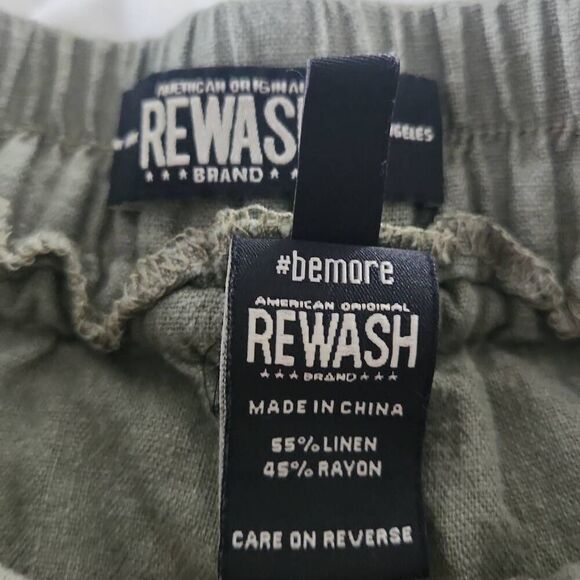 AMERICAN ORIGINAL
REWASH
BRAND
GELES
#bemore
AMERICAN ORIGINAL
REWASH
BRAND
MADE IN CHINA
55% LINEN
45% RAYON
CARE ON REVERSE